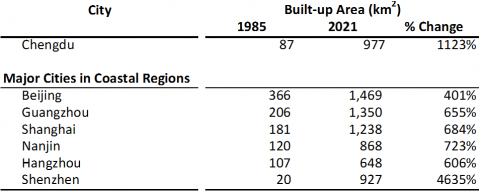 City Built-up Area (km²)
1985 2021 % Change
Chengdu 87 977 1123%
Major Cities in Coastal Regions
Beijing 366 1,469 401%
Guangzhou 206 1,350 655%
Shanghai 181 1,238 684%
Nanjin 120 868 723%
Hangzhou 107 648 606%
Shenzhen 20 927 4635%